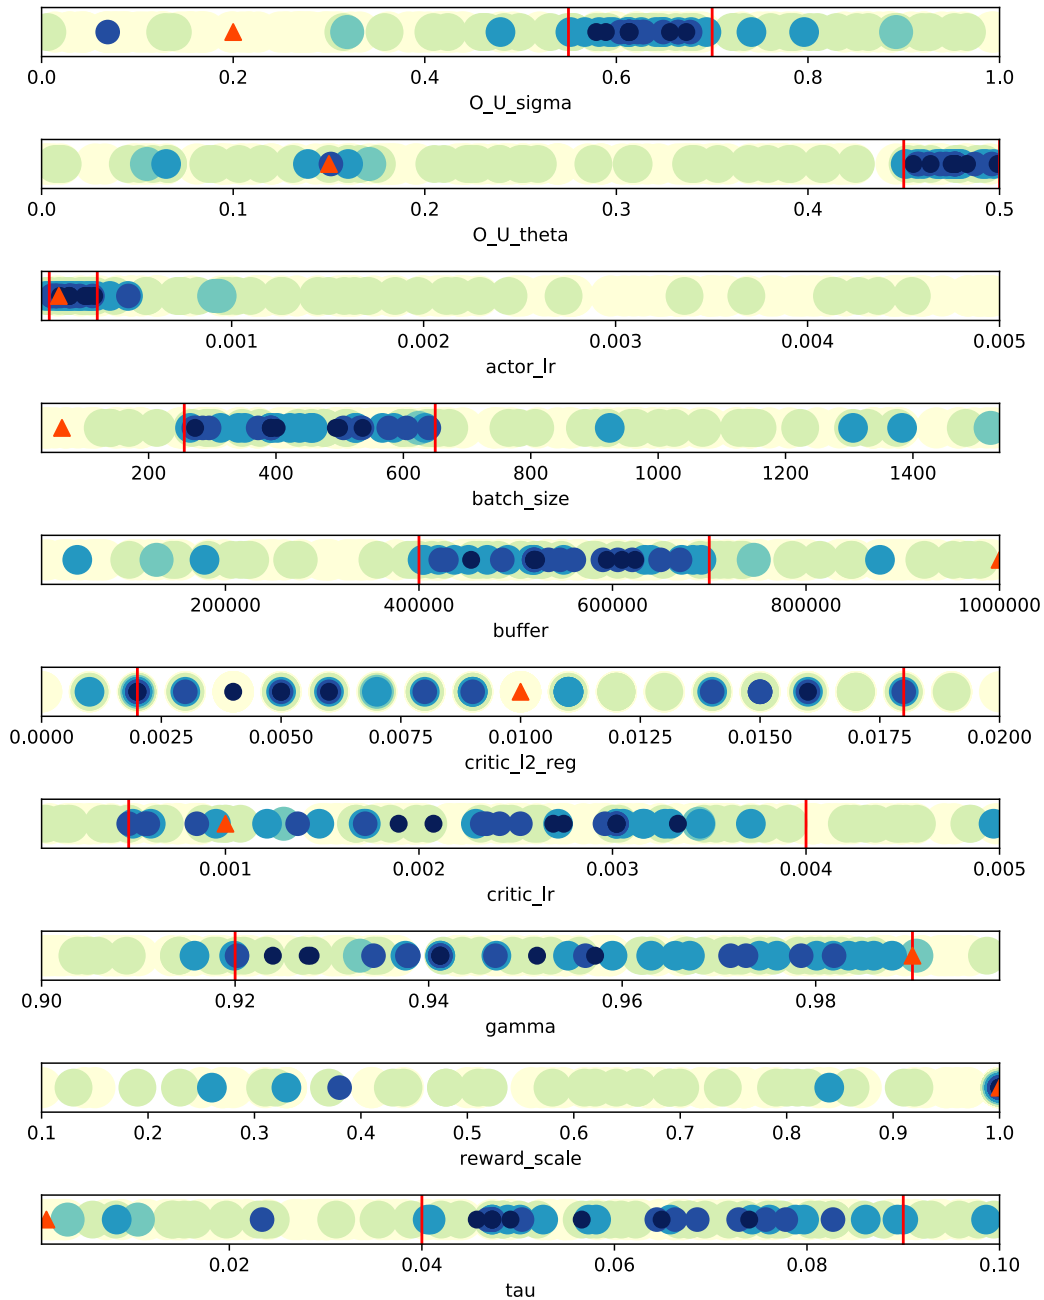 0.0 0.2 0.4 0.6 0.8 1.0
O_U_sigma
0.0 0.1 0.2 0.3 0.4 0.5
O_U_theta
0.001 0.002 0.003 0.004 0.005
actor_lr
200 400 600 800 1000 1200 1400
batch_size
200000 400000 600000 800000 1000000
buffer
0.0000 0.0025 0.0050 0.0075 0.0100 0.0125 0.0150 0.0175 0.0200
critic_l2_reg
0.001 0.002 0.003 0.004 0.005
critic_lr
0.90 0.92 0.94 0.96 0.98
gamma
0.1 0.2 0.3 0.4 0.5 0.6 0.7 0.8 0.9 1.0
reward_scale
0.02 0.04 0.06 0.08 0.10
tau